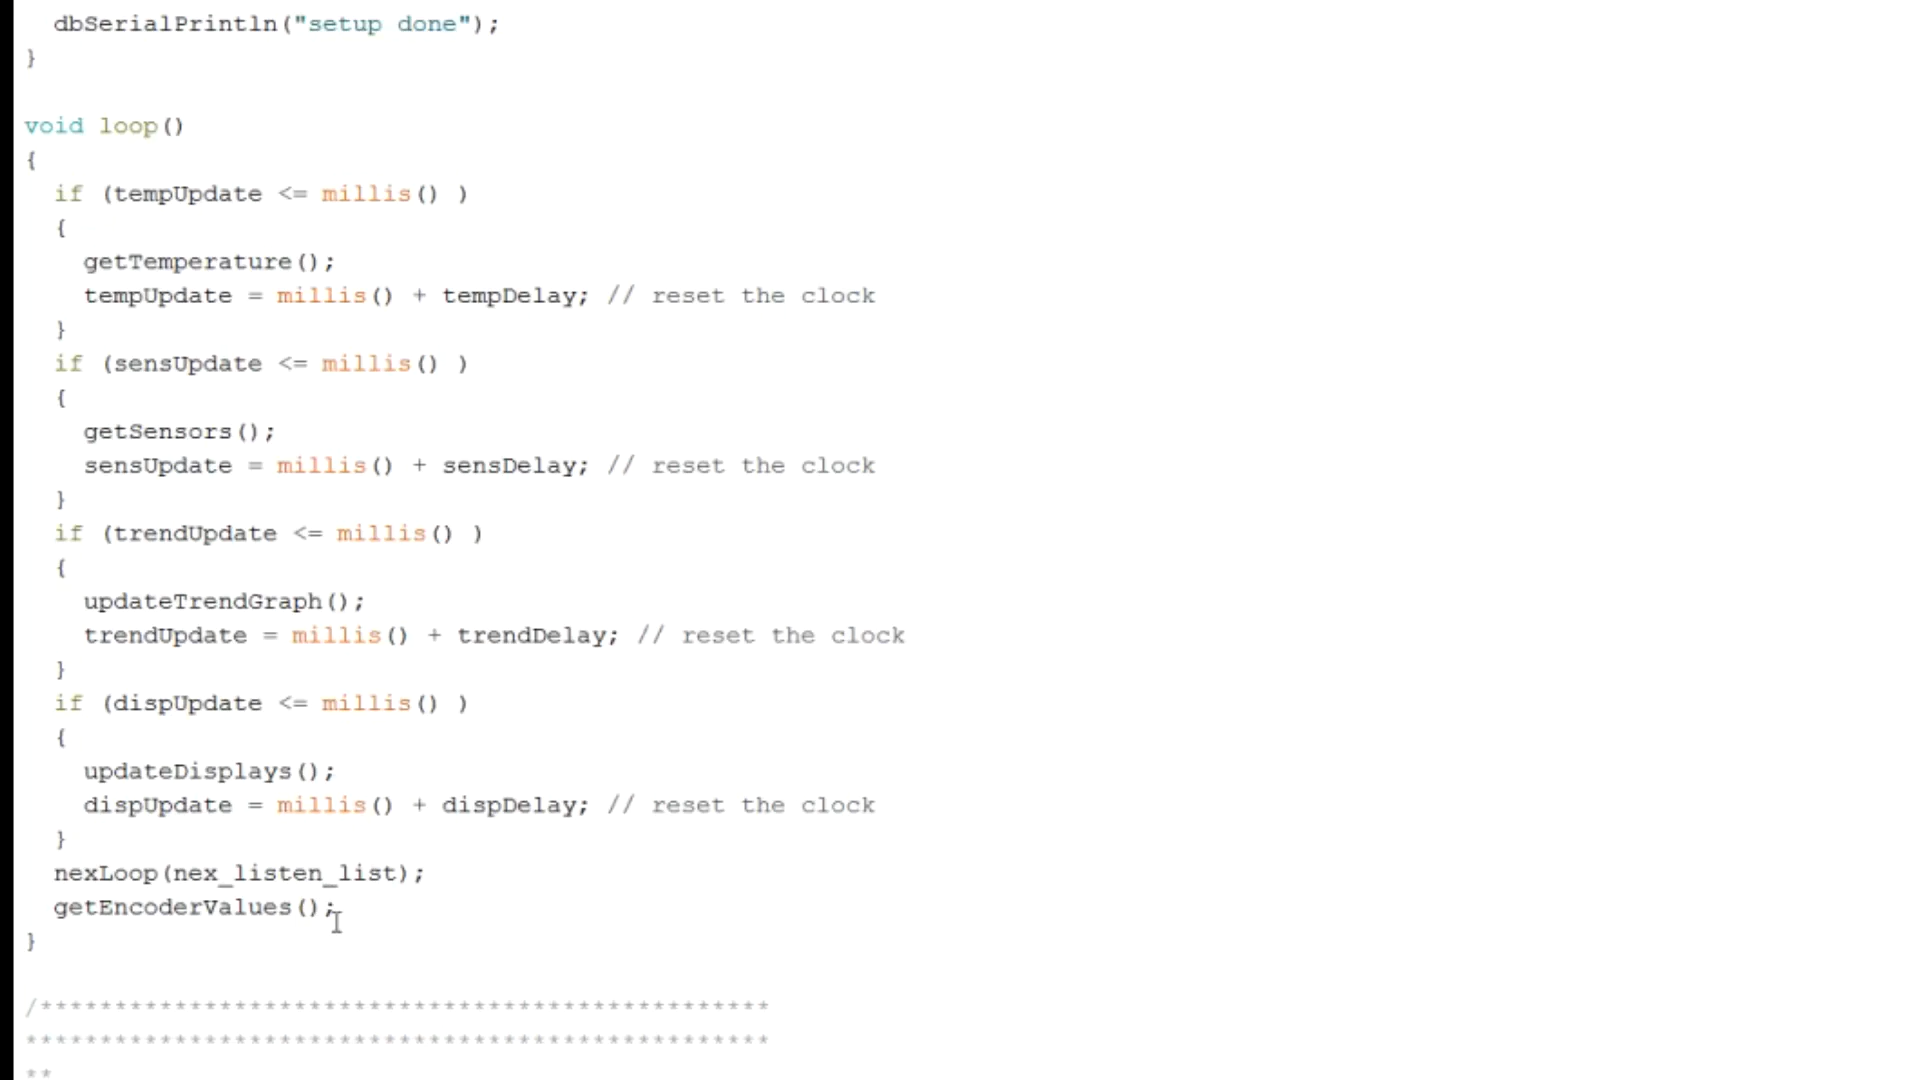 dbSerialPrintln("setup done");
}
void loop()
{
if (tempUpdate <= millis() )
{
getTemperature();
tempUpdate = millis() + tempDelay; // reset the clock
}
if (sensUpdate <= millis() )
{
getSensors();
sensUpdate = millis() + sensDelay; // reset the clock
}
if (trendUpdate <= millis() )
{
updateTrendGraph();
trendUpdate = millis() + trendDelay; // reset the clock
}
if (dispUpdate <= millis() )
{
updateDisplays();
dispUpdate = millis() + dispDelay; // reset the clock
}
nexLoop(nex_listen_list);
getEncoderValues();
}
/*************************************************
**************************************************
**